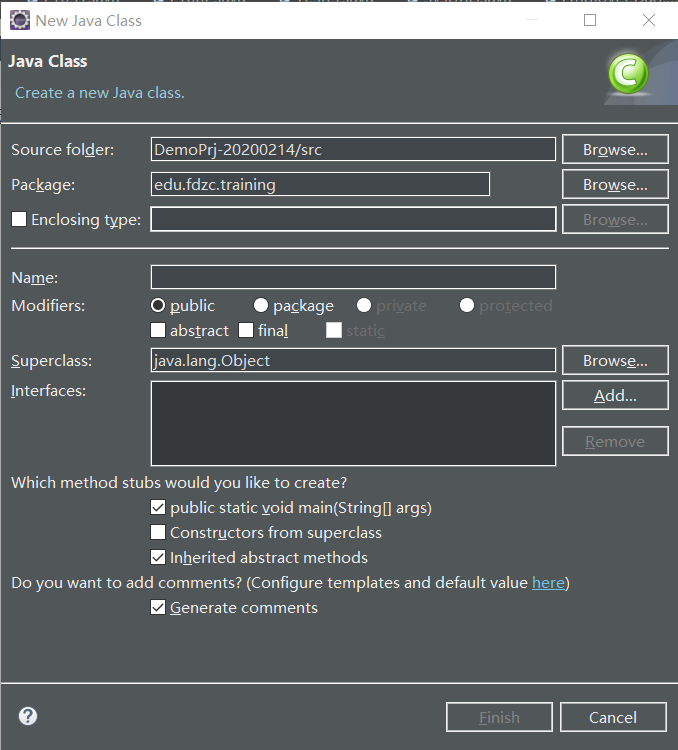 New Java Class
Java Class
Create a new Java class.
Source folder: DemoPrj-20200214/src Browse...
Package: edu.fdzc.training Browse...
Enclosing type: Browse...
Name:
Modifiers: public package private protected
abstract final static
Superclass: java.lang.Object Browse...
Interfaces: Add...
Remove
Which method stubs would you like to create?
public static void main(String[] args)
Constructors from superclass
Inherited abstract methods
Do you want to add comments? (Configure templates and default value here)
Generate comments
? Finish Cancel